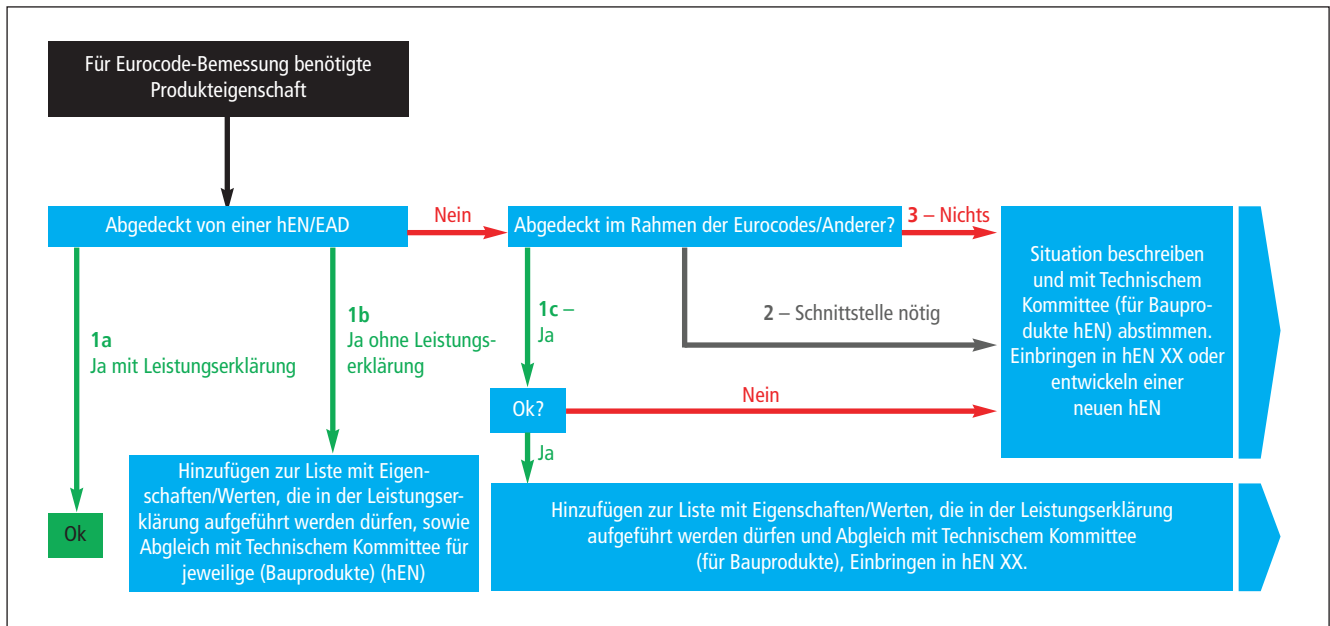 Für Eurocode-Bemessung benötigte
Produkteigenschaft
Abgedeckt von einer hEN/EAD
Nein
Abgedeckt im Rahmen der Eurocodes/Anderer?
3 – Nichts
Situation beschreiben
und mit Technischem
Kommittee (für Baupro-
dukte hEN) abstimmen.
Einbringen in hEN XX oder
entwickeln einer
neuen hEN
1a
Ja mit Leistungserklärung
1b
Ja ohne Leistungs-
erklärung
1c –
Ja
2 – Schnittstelle nötig
Ok?
Nein
Ja
Ok
Hinzufügen zur Liste mit Eigen-
schaften/Werten, die in der Leistungser-
klärung aufgeführt werden dürfen, sowie
Abgleich mit Technischem Kommittee für
jeweilige (Bauprodukte) (hEN)
Hinzufügen zur Liste mit Eigenschaften/Werten, die in der Leistungserklärung
aufgeführt werden dürfen und Abgleich mit Technischem Kommittee
(für Bauprodukte), Einbringen in hEN XX.